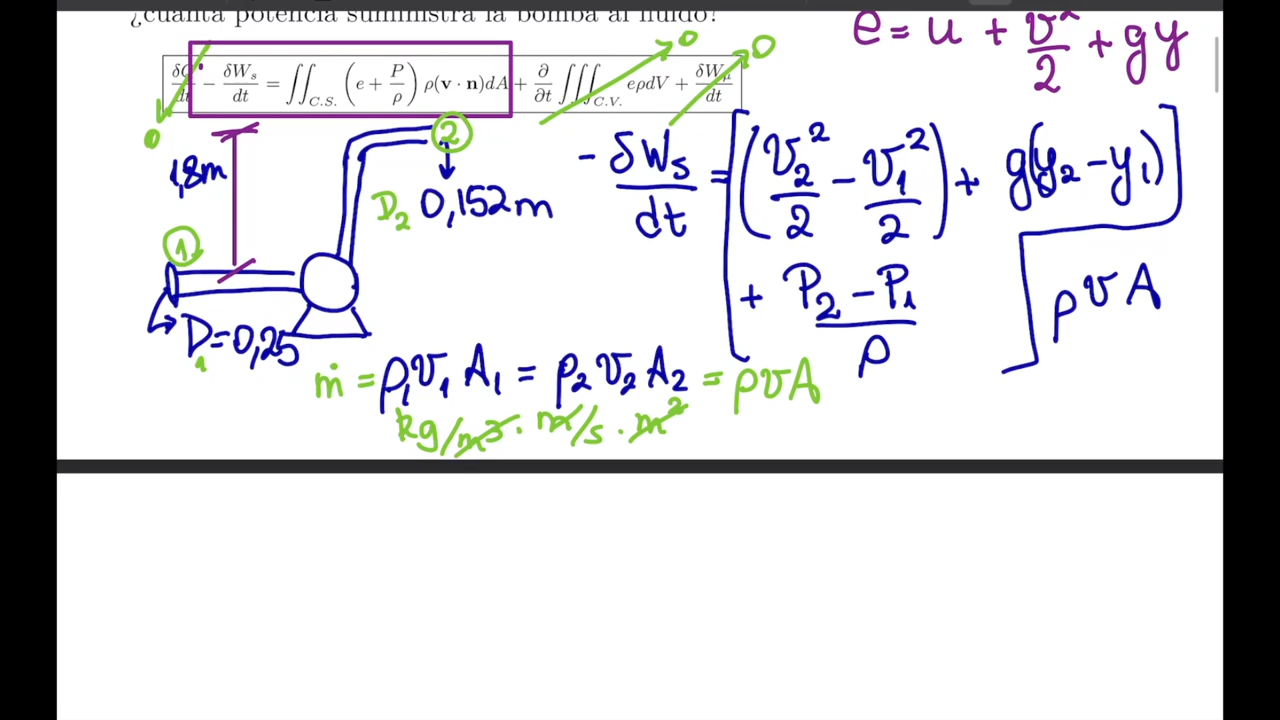 ¿cuánta potencia suministra la bomba al fluido?
e = u + v²/2 + gy
δQ/dt − δWs/dt = ∬C.S. (e + P/ρ) ρ(v · n)dA + ∂/∂t ∭C.V. eρdV + δWμ/dt
0 0 0
1,8m
②
− δWs/dt = [(v₂²/2 − v₁²/2) + g(y₂ − y₁)
D₂ 0,152m
①
+ (P₂ − P₁)/ρ] ρvA
D₁=0,25
ṁ = ρ₁v₁A₁ = ρ₂v₂A₂ = ρvA
kg/m³ · m/s · m²